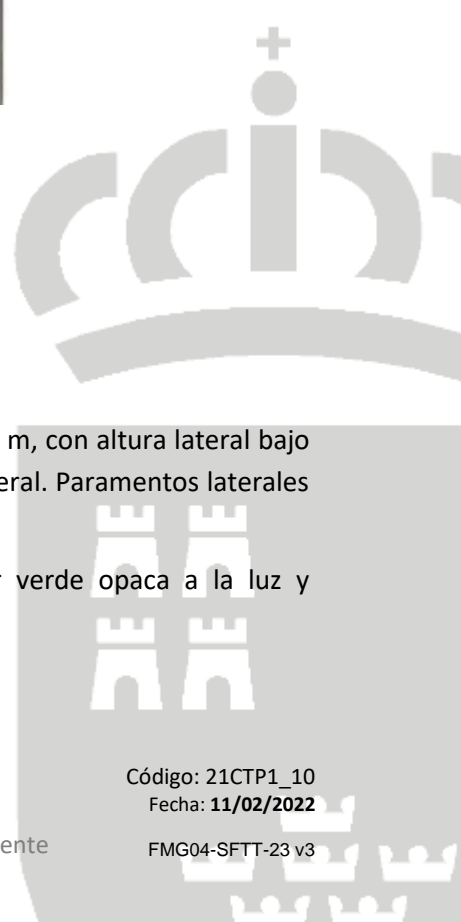 m, con altura lateral bajo
eral. Paramentos laterales
verde opaca a la luz y
Código: 21CTP1_10
Fecha: 11/02/2022
ente
FMG04-SFTT-23 v3